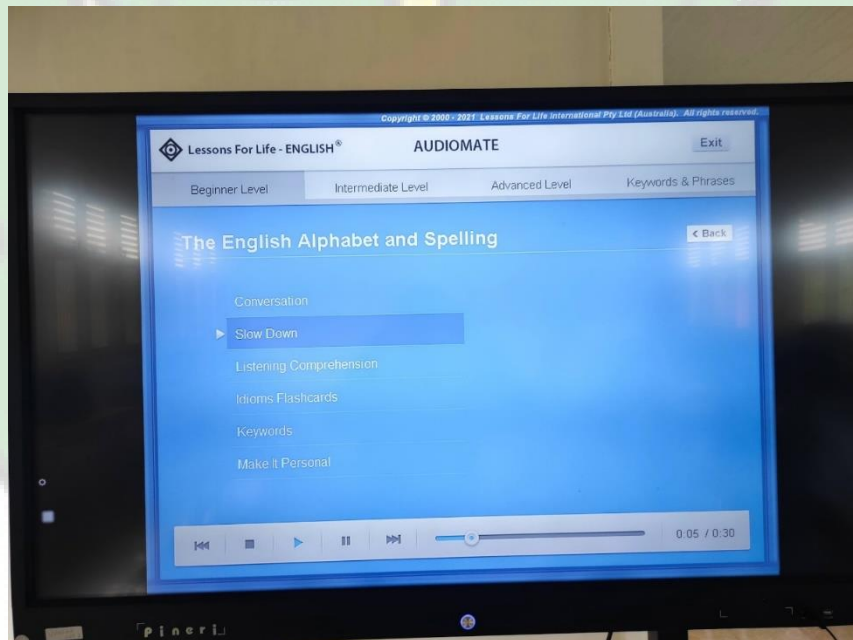 Copyright © 2000 - 2021 Lessons For Life International Pty Ltd (Australia). All rights reserved.
Lessons For Life - ENGLISH®
AUDIOMATE
Exit
Beginner Level
Intermediate Level
Advanced Level
Keywords & Phrases
The English Alphabet and Spelling
< Back
Conversation
Slow Down
Listening Comprehension
Idioms Flashcards
Keywords
Make It Personal
0:05 / 0:30
pineri